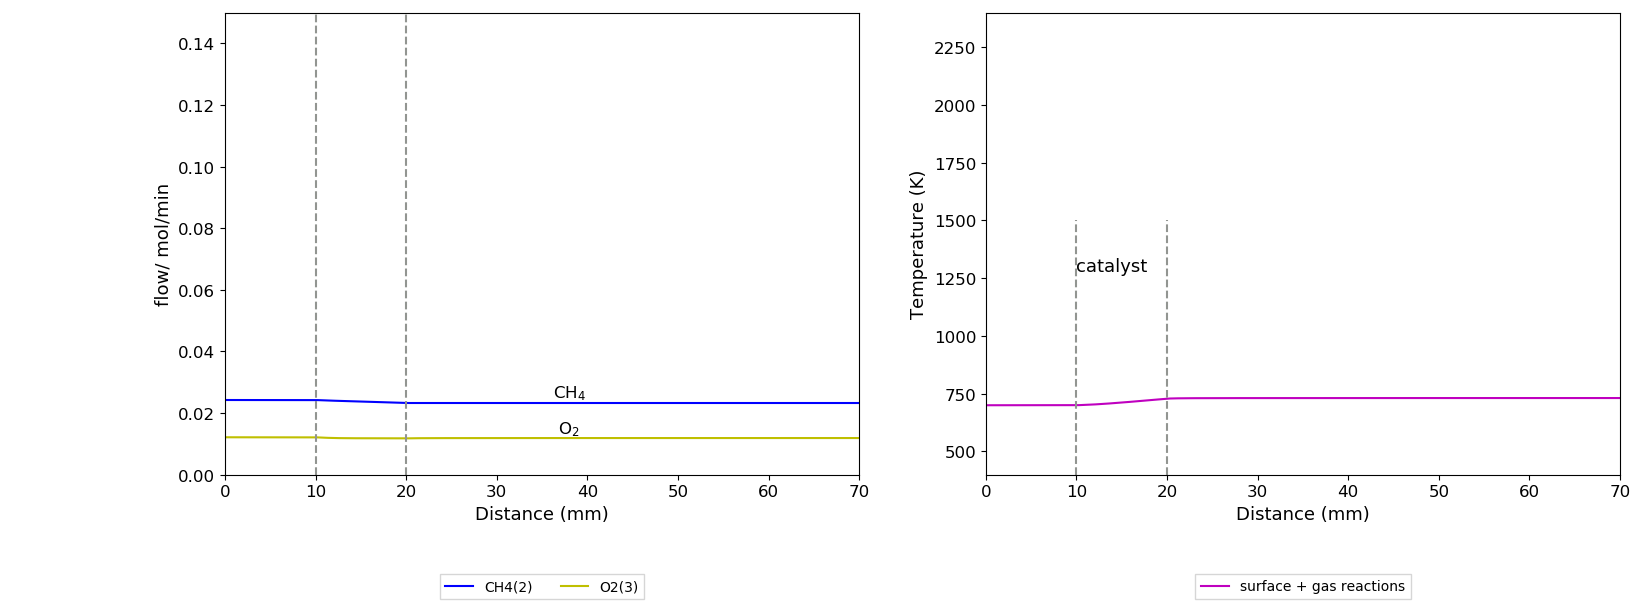 0.14
0.12
0.10
0.08
0.06
0.04
0.02
0.00
flow/ mol/min
CH4
O2
0 10 20 30 40 50 60 70
Distance (mm)
CH4(2) O2(3)
2250
2000
1750
1500
1250
1000
750
500
Temperature (K)
catalyst
0 10 20 30 40 50 60 70
Distance (mm)
surface + gas reactions